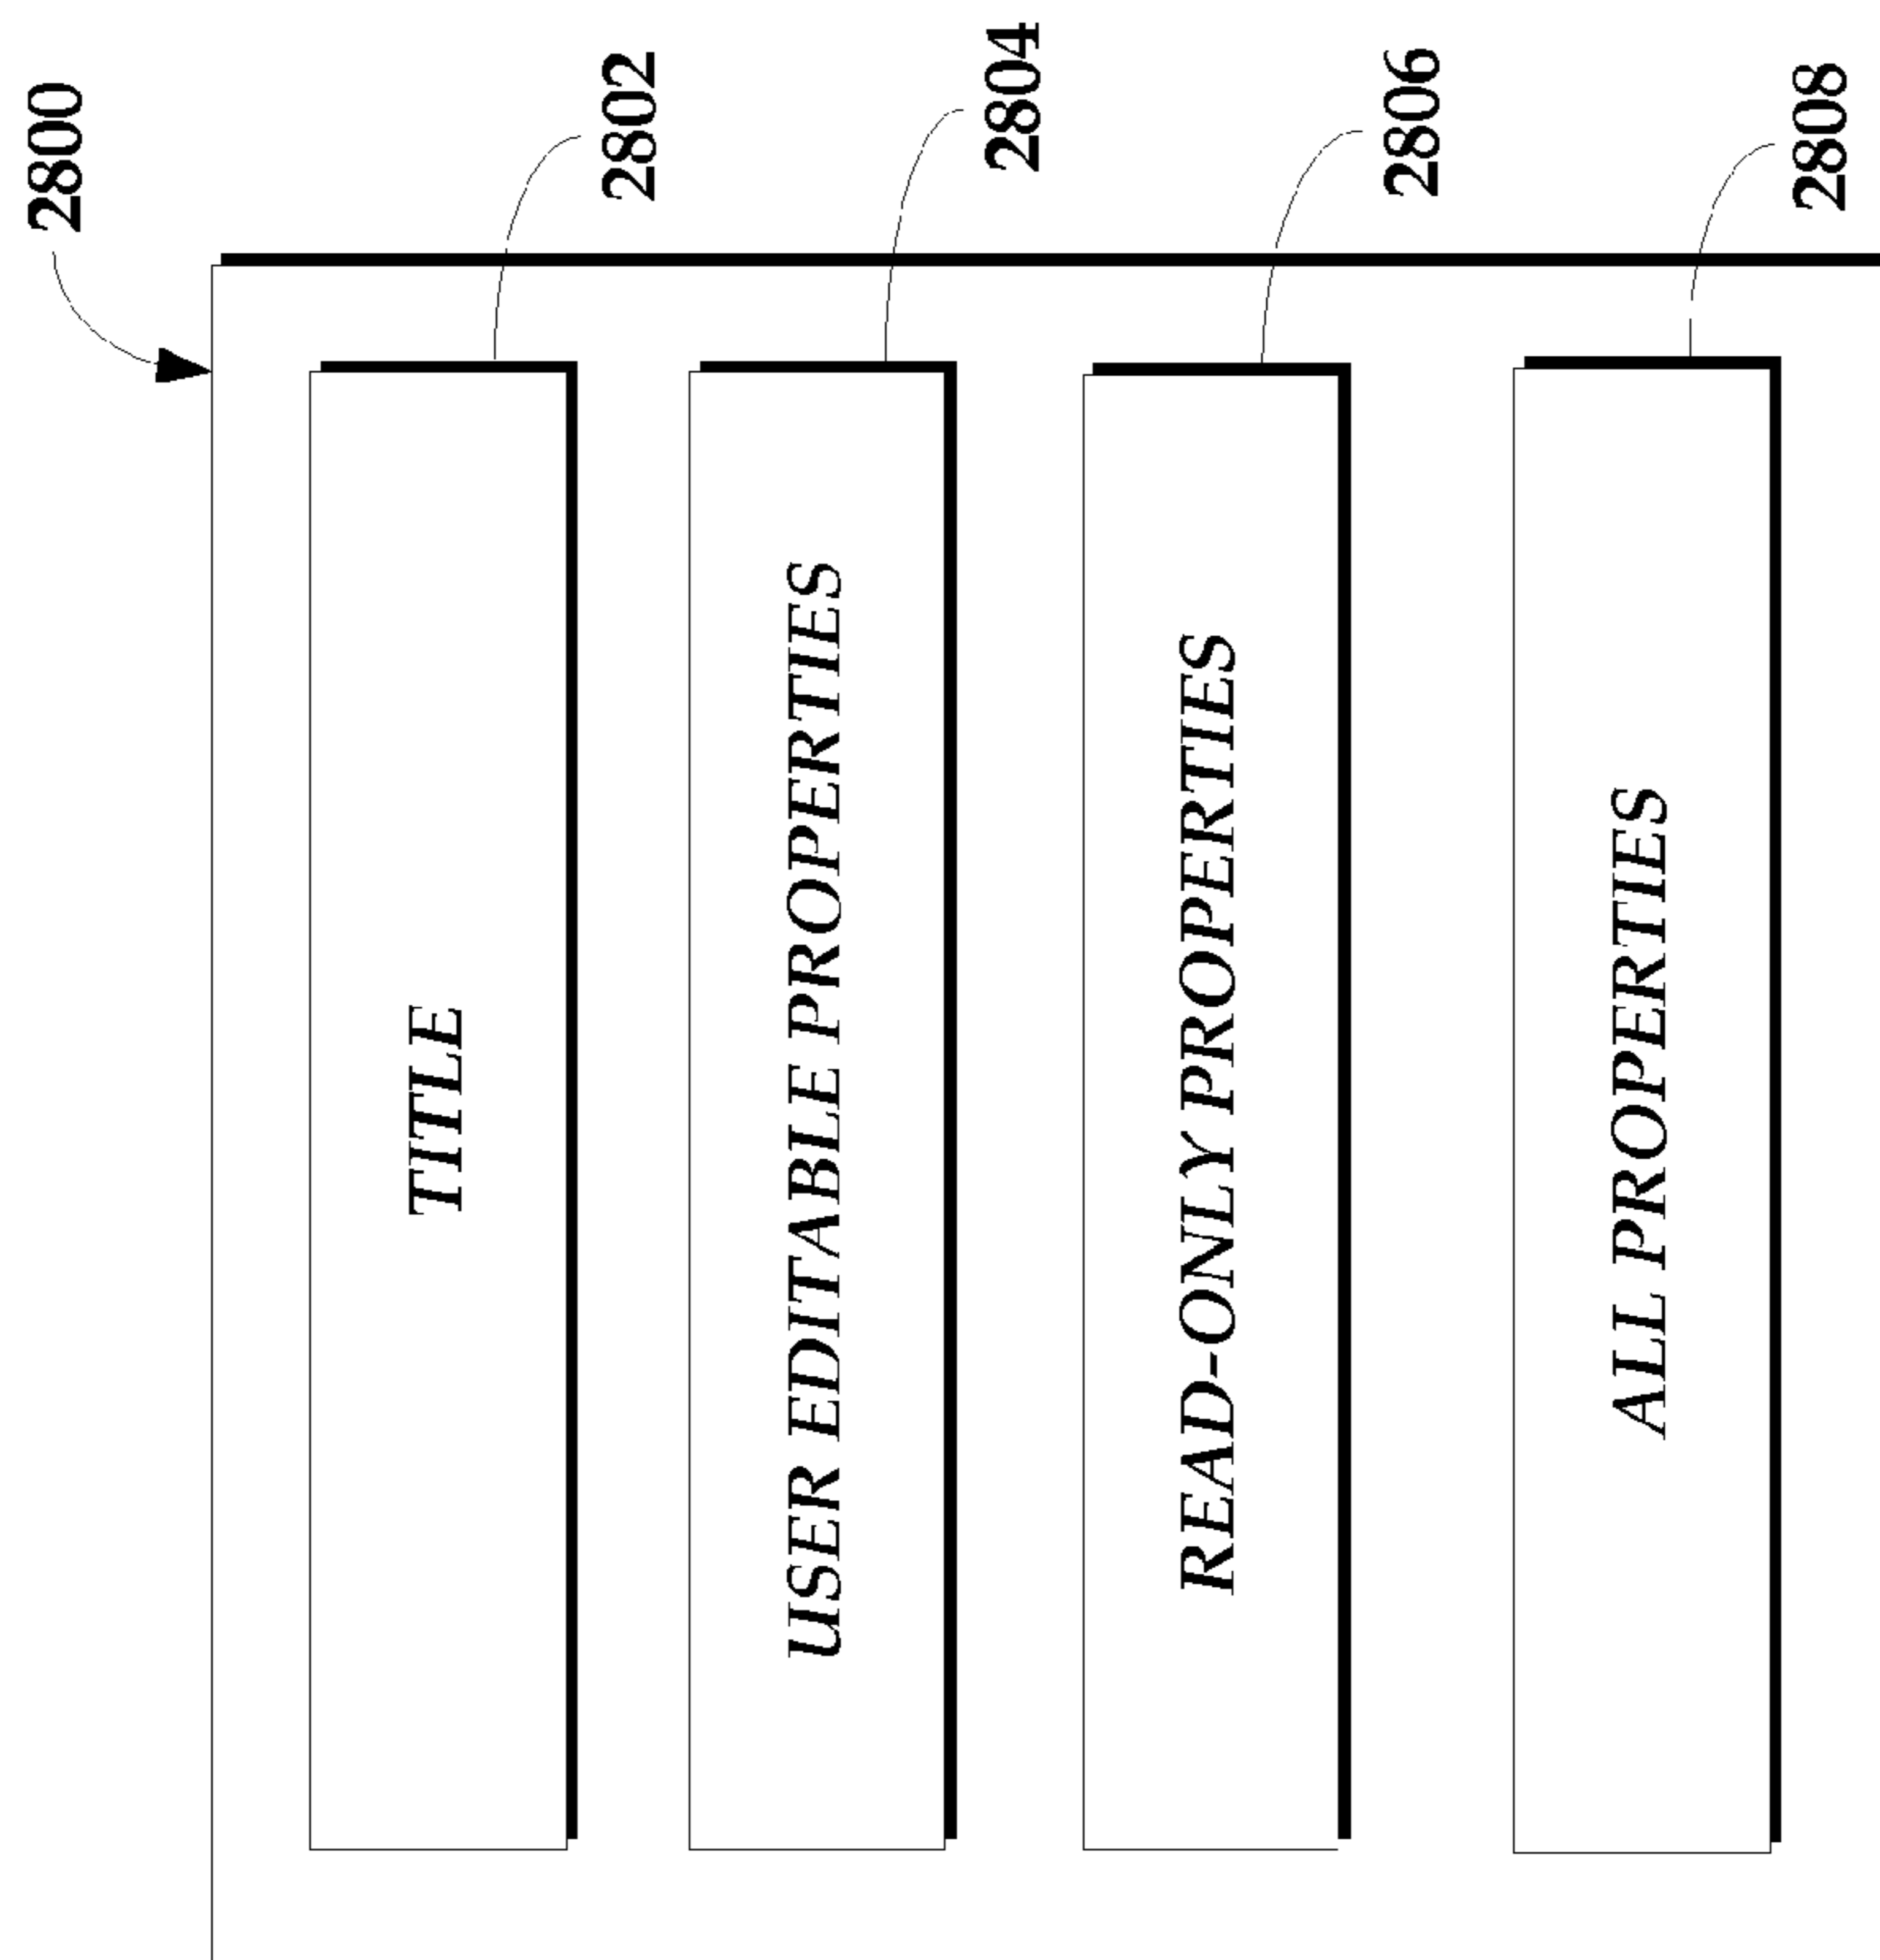 2800
TITLE
2802
USER EDITABLE PROPERTIES
2804
READ-ONLY PROPERTIES
2806
ALL PROPERTIES
2808